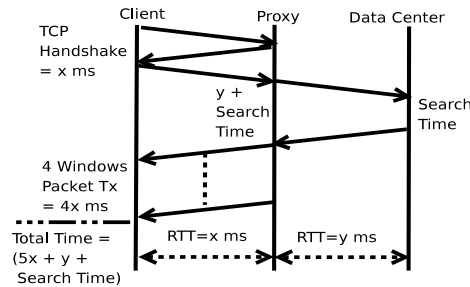 Client
Proxy
Data Center
TCP
Handshake
= x ms
y +
Search
Time
Search
Time
4 Windows
Packet Tx
= 4x ms
Total Time =
(5x + y +
Search Time)
RTT=x ms
RTT=y ms